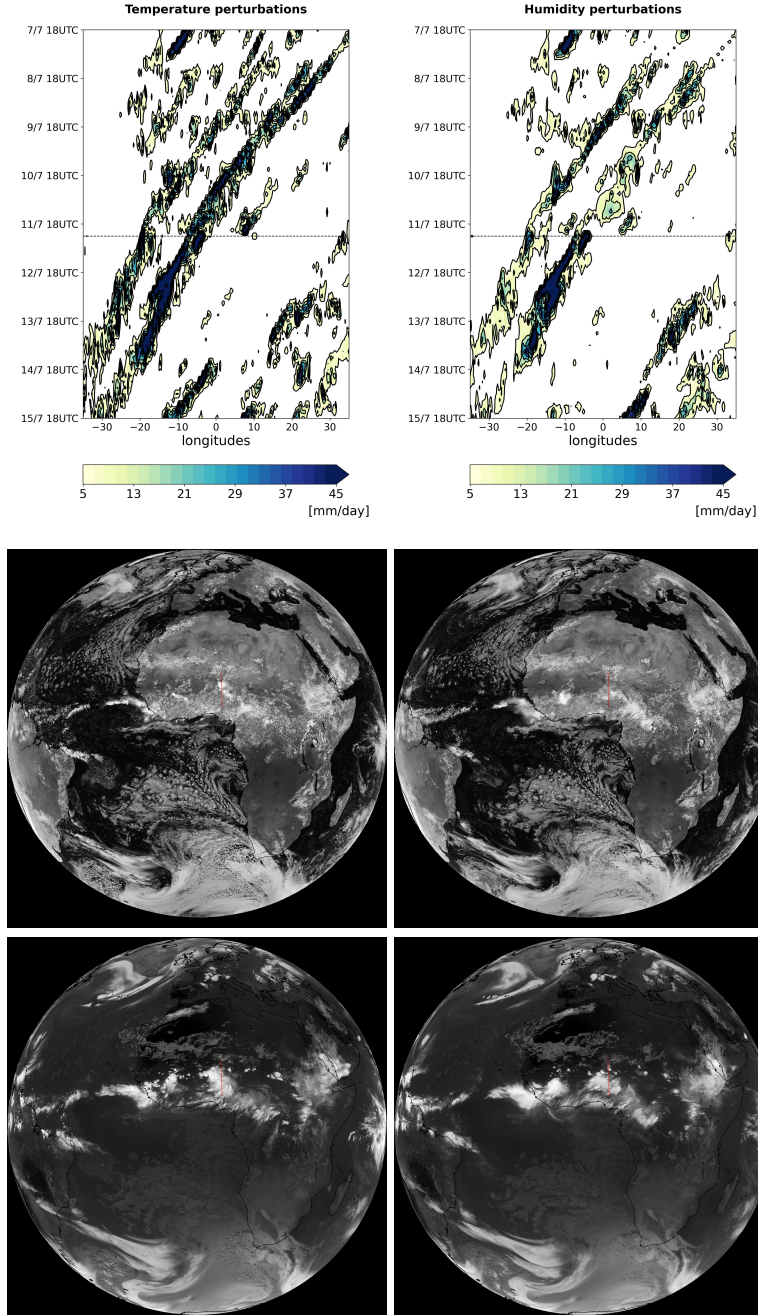 Temperature perturbations
Humidity perturbations
7/7 18UTC
8/7 18UTC
9/7 18UTC
10/7 18UTC
11/7 18UTC
12/7 18UTC
13/7 18UTC
14/7 18UTC
15/7 18UTC
−30 −20 −10 0 10 20 30
longitudes
7/7 18UTC
8/7 18UTC
9/7 18UTC
10/7 18UTC
11/7 18UTC
12/7 18UTC
13/7 18UTC
14/7 18UTC
15/7 18UTC
−30 −20 −10 0 10 20 30
longitudes
5 13 21 29 37 45
[mm/day]
5 13 21 29 37 45
[mm/day]